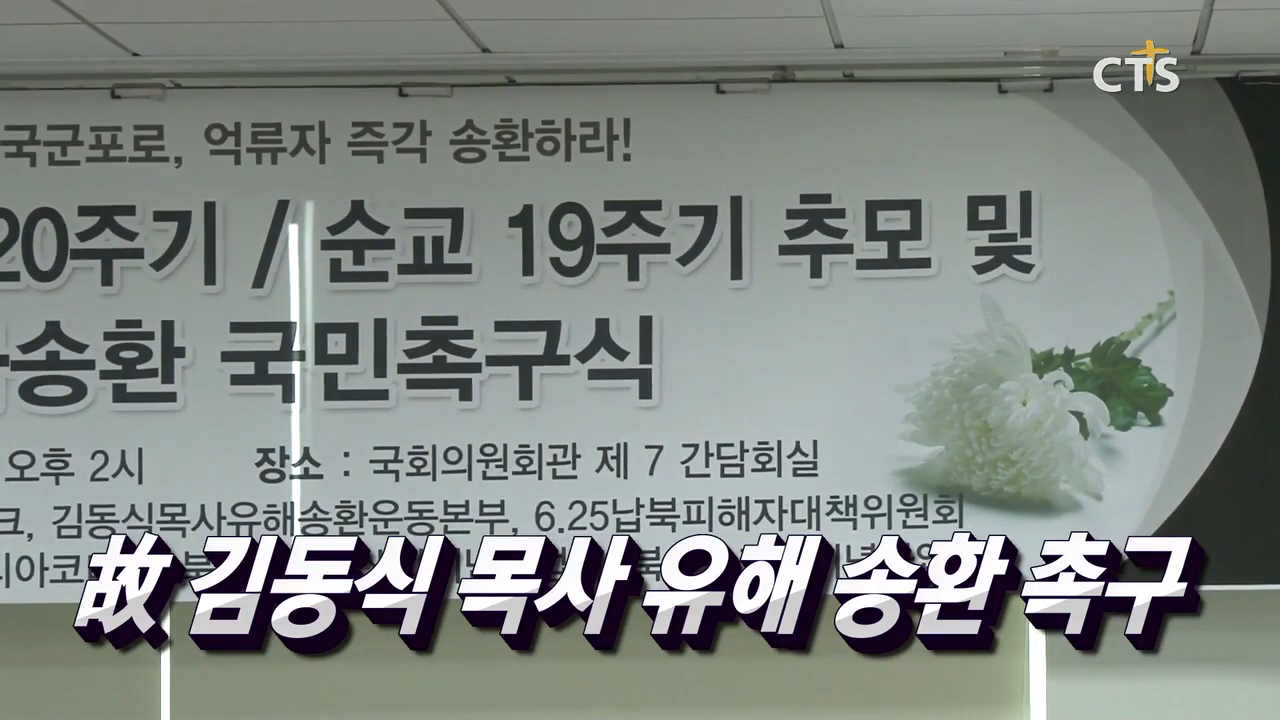 CTS
국군포로, 억류자 즉각 송환하라!
20주기 / 순교 19주기 추모 및
송환 국민촉구식
오후 2시 장소 : 국회의원회관 제 7 간담회실
크, 김동식목사유해송환운동본부, 6.25납북피해자대책위원회
故 김동식 목사 유해 송환 촉구